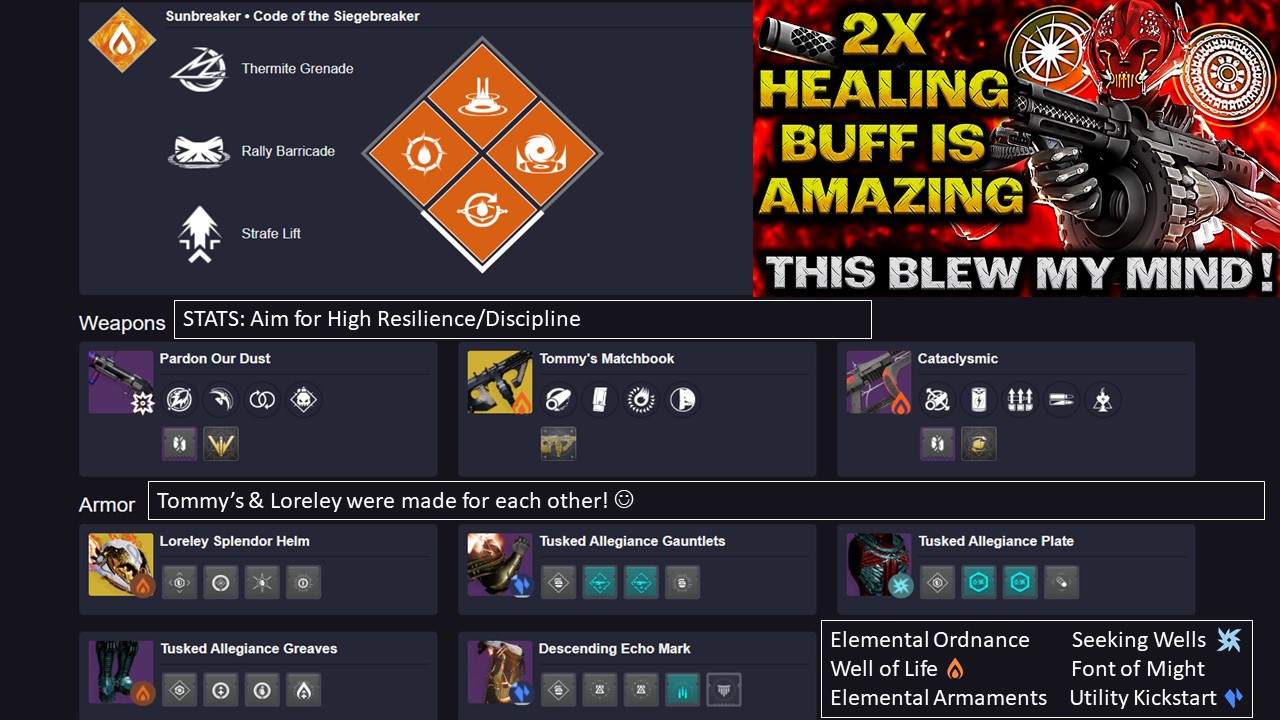 Sunbreaker • Code of the Siegebreaker
Thermite Grenade
Rally Barricade
Strafe Lift
2X
HEALING
BUFF IS
AMAZING
THIS BLEW MY MIND!
Weapons
STATS: Aim for High Resilience/Discipline
Pardon Our Dust
Tommy's Matchbook
Cataclysmic
Armor
Tommy’s & Loreley were made for each other! ☺
Loreley Splendor Helm
Tusked Allegiance Gauntlets
Tusked Allegiance Plate
Tusked Allegiance Greaves
Descending Echo Mark
Elemental Ordnance Seeking Wells
Well of Life Font of Might
Elemental Armaments Utility Kickstart